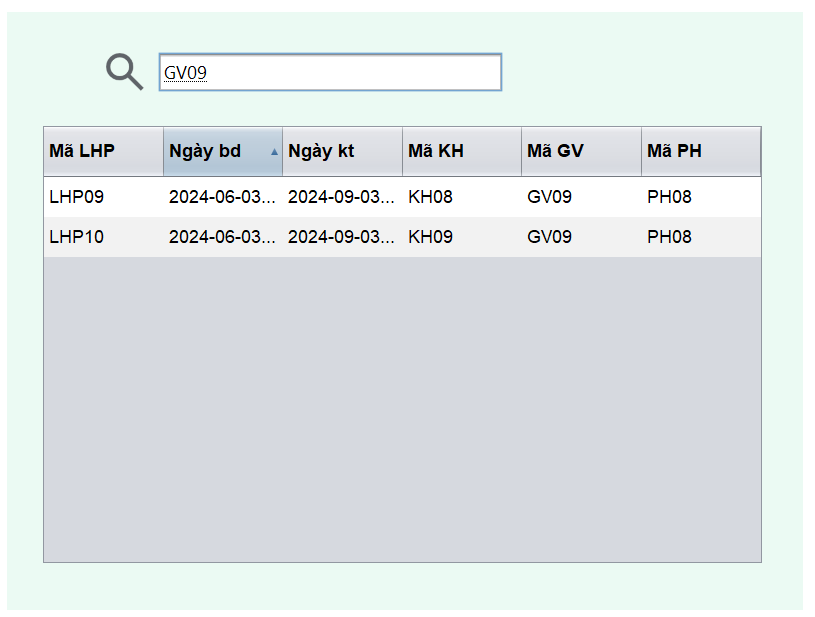 GV09
Mã LHP Ngày bd Ngày kt Mã KH Mã GV Mã PH
LHP09 2024-06-03... 2024-09-03... KH08 GV09 PH08
LHP10 2024-06-03... 2024-09-03... KH09 GV09 PH08